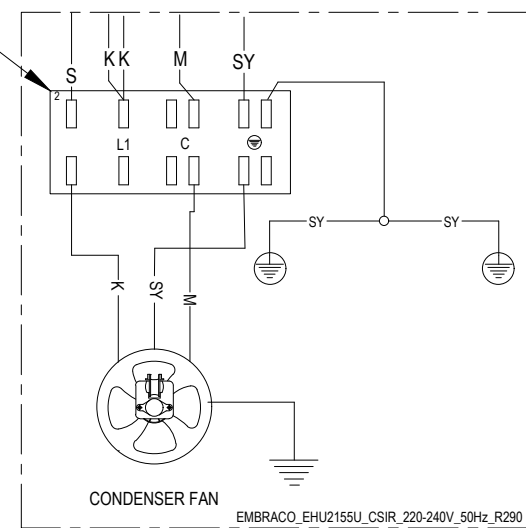 S
K K
M
SY
2
L1
C
SY
SY
K
SY
M
CONDENSER FAN
EMBRACO_EHU2155U_CSIR_220-240V_50Hz_R290